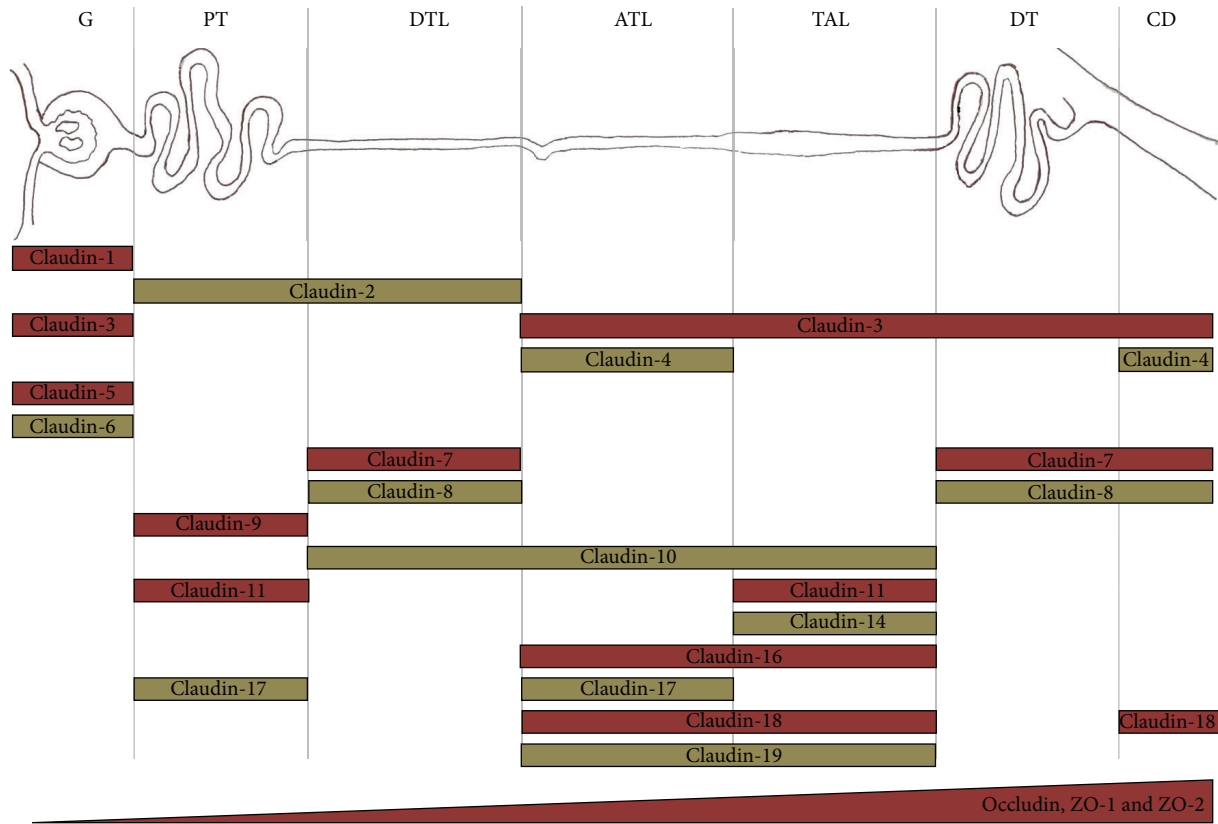 G PT DTL ATL TAL DT CD
Claudin-1
Claudin-2
Claudin-3 Claudin-3
Claudin-4 Claudin-4
Claudin-5
Claudin-6
Claudin-7 Claudin-7
Claudin-8 Claudin-8
Claudin-9
Claudin-10
Claudin-11 Claudin-11
Claudin-14
Claudin-16
Claudin-17 Claudin-17
Claudin-18 Claudin-18
Claudin-19
Occludin, ZO-1 and ZO-2